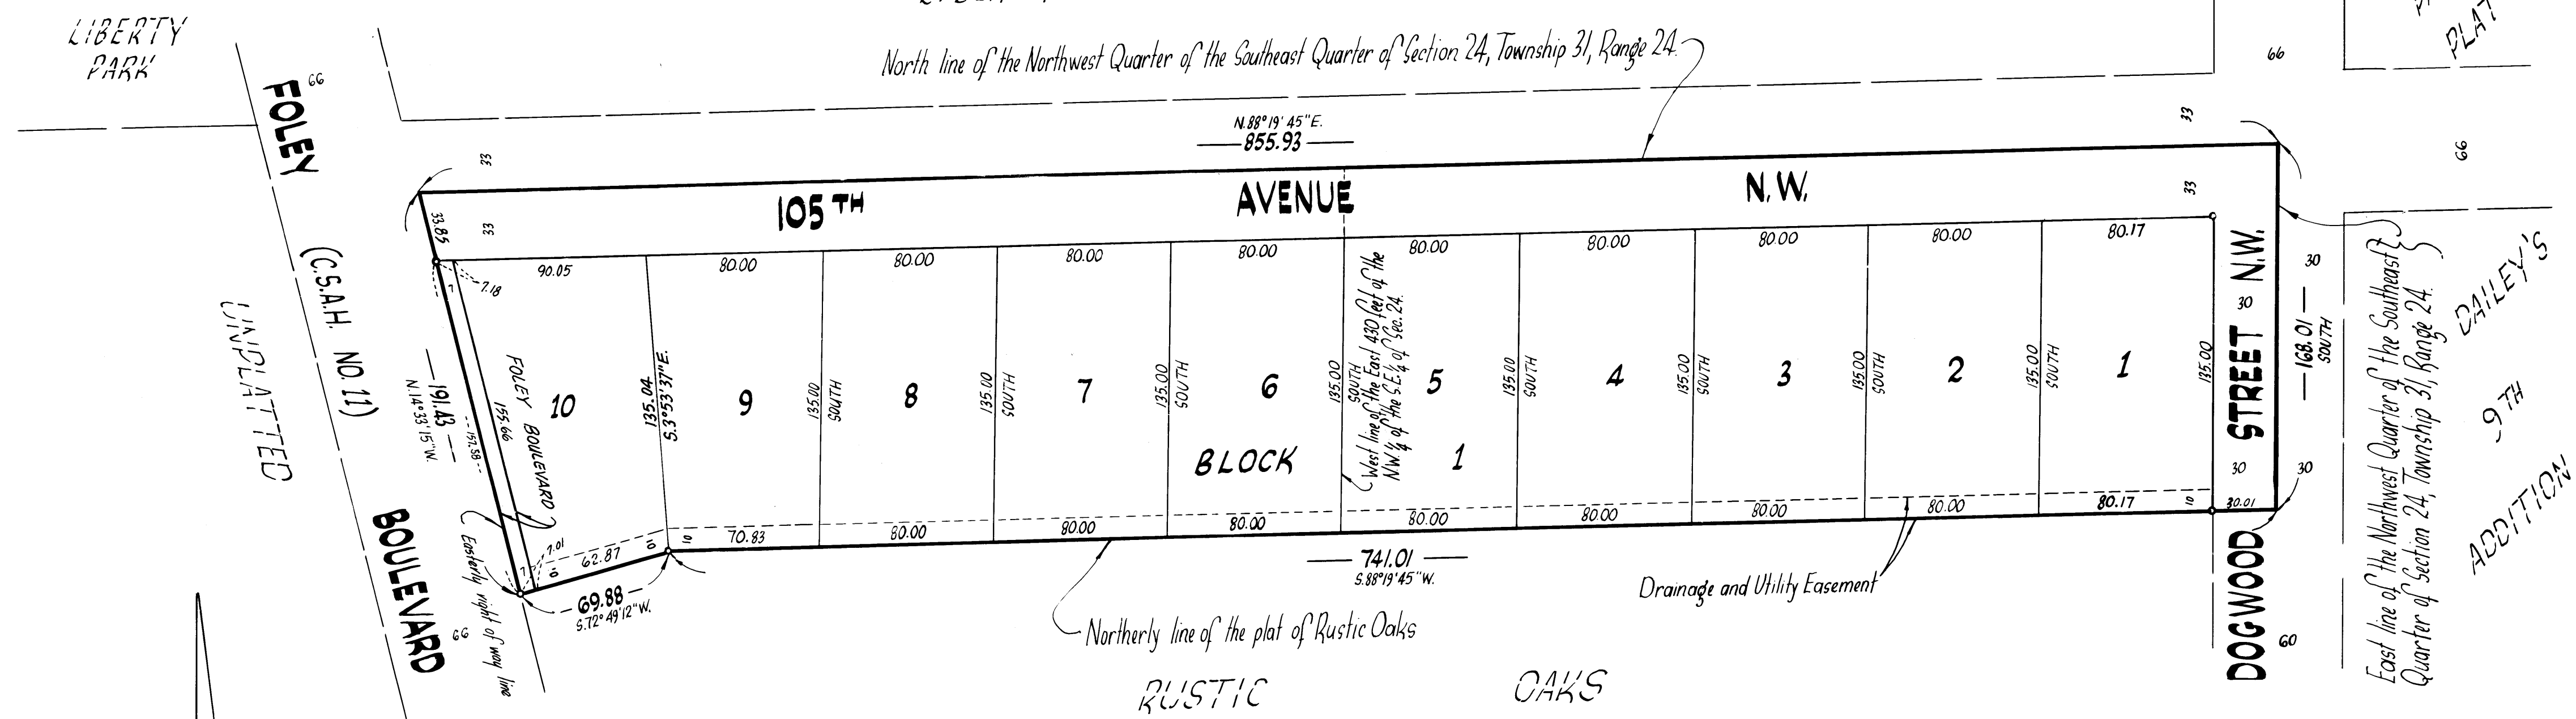 LIBERTY
PARK
66
FOLEY
(C.S.A.H. NO. 11)
BOULEVARD
66
UNPLATTED
North line of the Northwest Quarter of the Southeast Quarter of Section 24, Township 31, Range 24.
66
PLAT
N.88°19'45"E.
855.93
33
33
33
33
66
105TH AVENUE N.W.
33.85
90.05
80.00
80.00
80.00
80.00
80.00
80.00
80.00
80.00
80.17
7
7.18
191.43
N.14°33'15"W.
157.58
155.66
FOLEY BOULEVARD
10
135.04
S.3°53'37"E.
9
135.00
SOUTH
8
135.00
SOUTH
7
135.00
SOUTH
6
135.00
SOUTH
West line of the East 430 feet of the
N.W. 1/4 of the S.E. 1/4 of Sec. 24.
5
135.00
SOUTH
4
135.00
SOUTH
3
135.00
SOUTH
2
135.00
SOUTH
1
135.00
BLOCK 1
STREET N.W.
DOGWOOD
30
30
30
30
168.01
SOUTH
30.01
60
East line of the Northwest Quarter of the Southeast
Quarter of Section 24, Township 31, Range 24.
DAILEY'S
9TH
ADDITION
Easterly right of way line
7
7.01
10
62.87
10
10
70.83
80.00
80.00
80.00
80.00
80.00
80.00
80.00
80.17
10
69.88
S.72°49'12"W.
741.01
S.88°19'45"W.
Northerly line of the plat of Rustic Oaks
Drainage and Utility Easement
RUSTIC OAKS